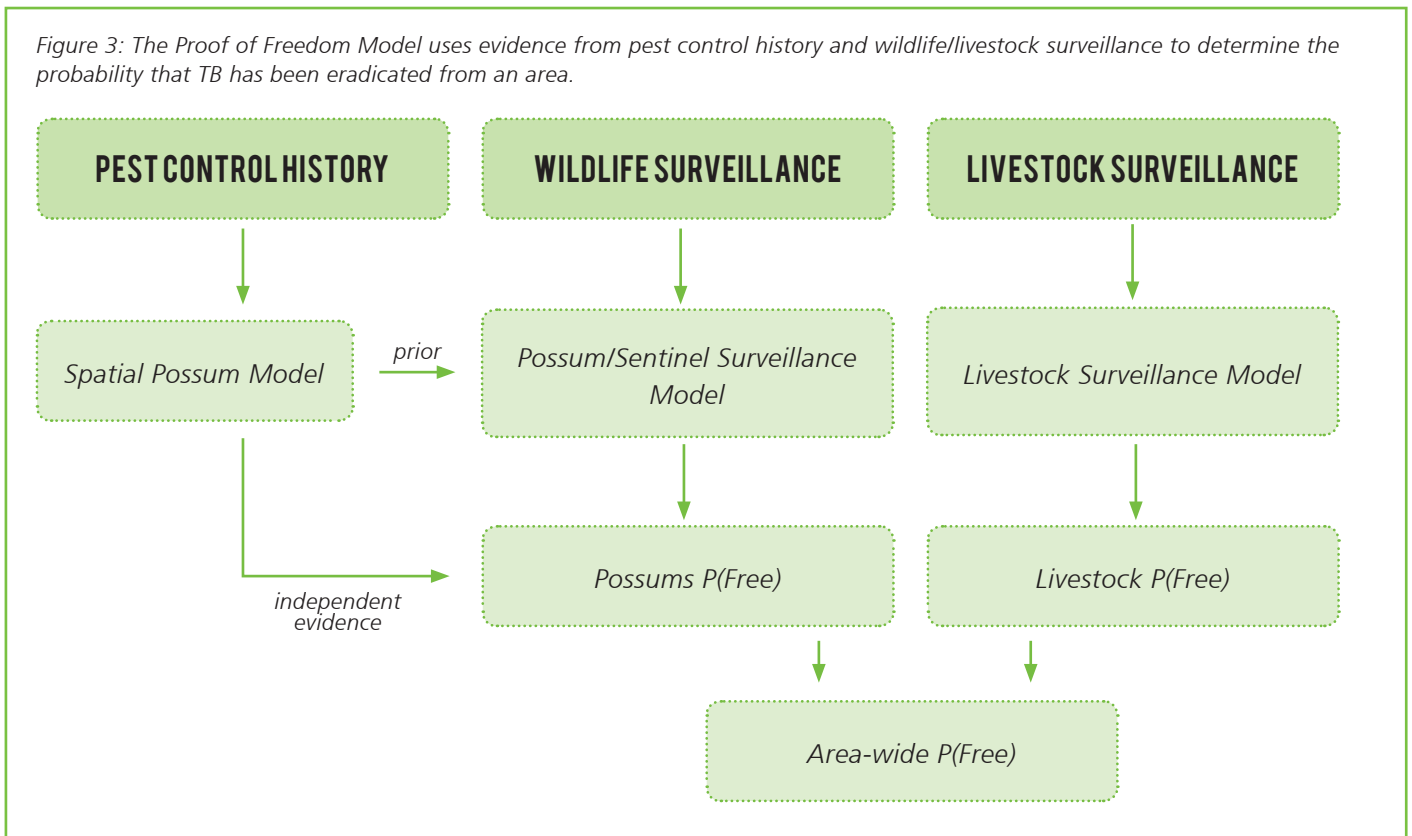 Figure 3: The Proof of Freedom Model uses evidence from pest control history and wildlife/livestock surveillance to determine the
probability that TB has been eradicated from an area.
PEST CONTROL HISTORY
WILDLIFE SURVEILLANCE
LIVESTOCK SURVEILLANCE
Spatial Possum Model
prior
Possum/Sentinel Surveillance
Model
Livestock Surveillance Model
independent
evidence
Possums P(Free)
Livestock P(Free)
Area-wide P(Free)